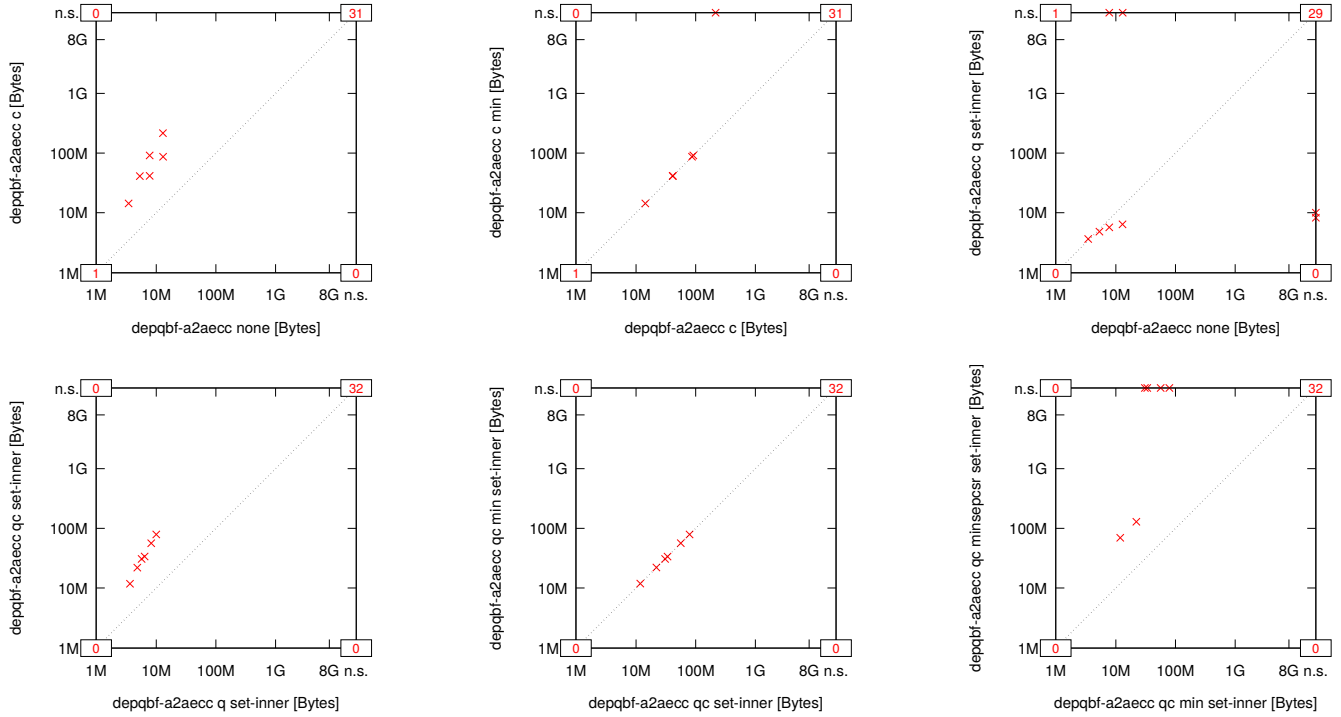 n.s. 0 31
8G
1G
100M
10M
1M 1 0
1M 10M 100M 1G 8G n.s.
depqbf-a2aecc c [Bytes]
depqbf-a2aecc none [Bytes]
n.s. 0 31
8G
1G
100M
10M
1M 1 0
1M 10M 100M 1G 8G n.s.
depqbf-a2aecc c min [Bytes]
depqbf-a2aecc c [Bytes]
n.s. 1 29
8G
1G
100M
10M
1M 0 0
1M 10M 100M 1G 8G n.s.
depqbf-a2aecc q set-inner [Bytes]
depqbf-a2aecc none [Bytes]
n.s. 0 32
8G
1G
100M
10M
1M 0 0
1M 10M 100M 1G 8G n.s.
depqbf-a2aecc qc set-inner [Bytes]
depqbf-a2aecc q set-inner [Bytes]
n.s. 0 32
8G
1G
100M
10M
1M 0 0
1M 10M 100M 1G 8G n.s.
depqbf-a2aecc qc min set-inner [Bytes]
depqbf-a2aecc qc set-inner [Bytes]
n.s. 0 32
8G
1G
100M
10M
1M 0 0
1M 10M 100M 1G 8G n.s.
depqbf-a2aecc qc minsepcsr set-inner [Bytes]
depqbf-a2aecc qc min set-inner [Bytes]